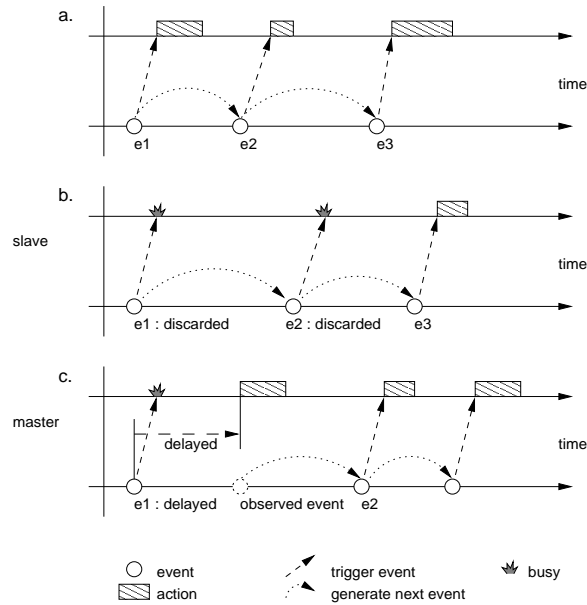 a.
time
e1 e2 e3
b.
slave
time
e1 : discarded e2 : discarded e3
c.
master
delayed
time
e1 : delayed observed event e2
event trigger event busy
action generate next event